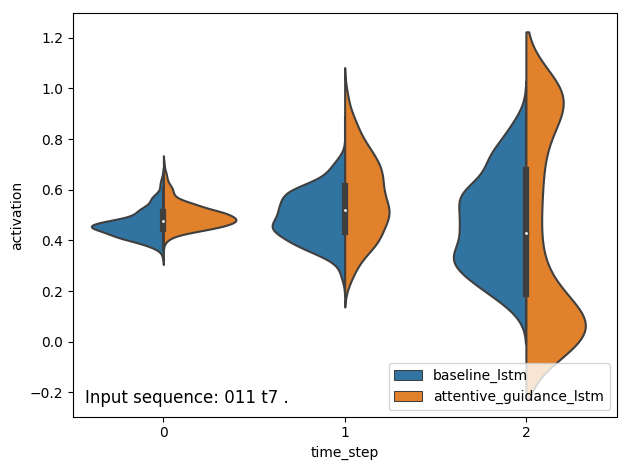 1.2
1.0
0.8
0.6
0.4
0.2
0.0
−0.2
activation
Input sequence: 011 t7 .
baseline_lstm
attentive_guidance_lstm
0 1 2
time_step